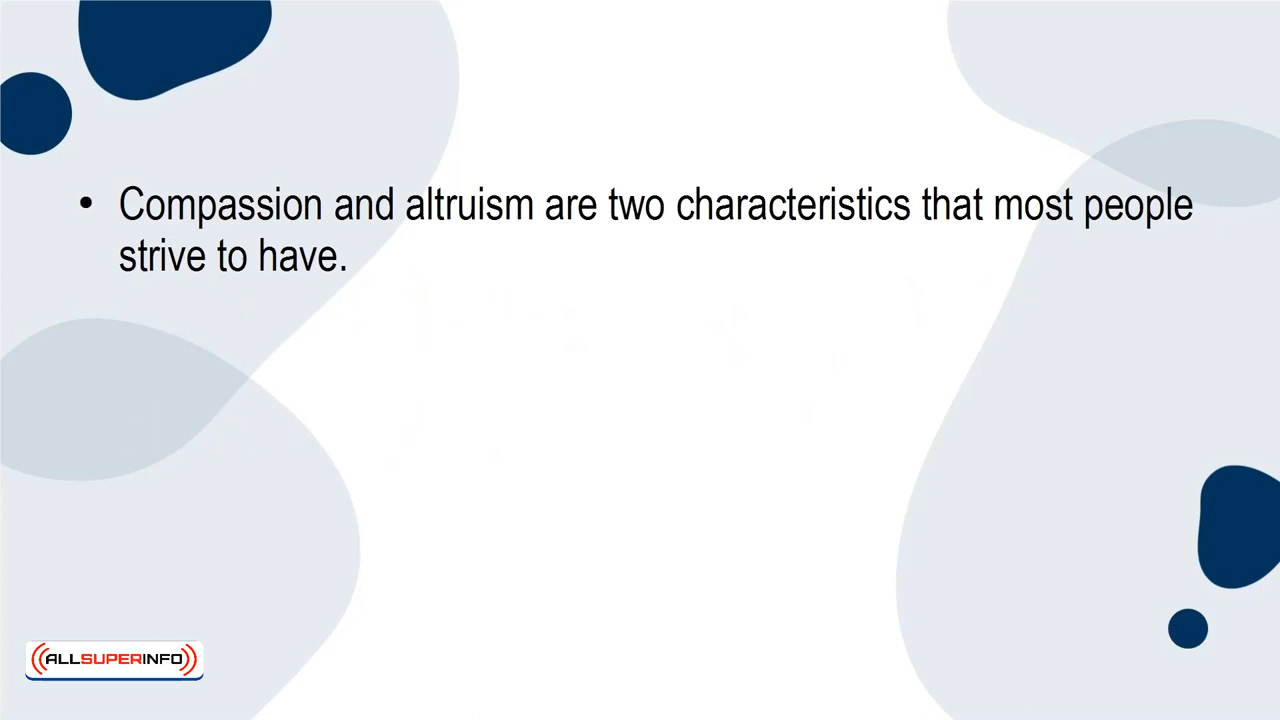 • Compassion and altruism are two characteristics that most people
strive to have.
ALLSUPERINFO